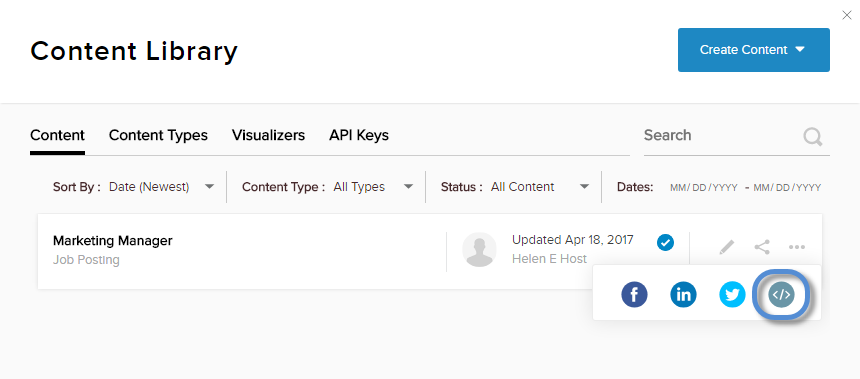 Content Library
Create Content
Content Content Types Visualizers API Keys Search
Sort By : Date (Newest) Content Type : All Types Status : All Content Dates: MM/ DD /YYYY - MM/ DD /YYYY
Marketing Manager
Job Posting
Updated Apr 18, 2017
Helen E Host
f in </>